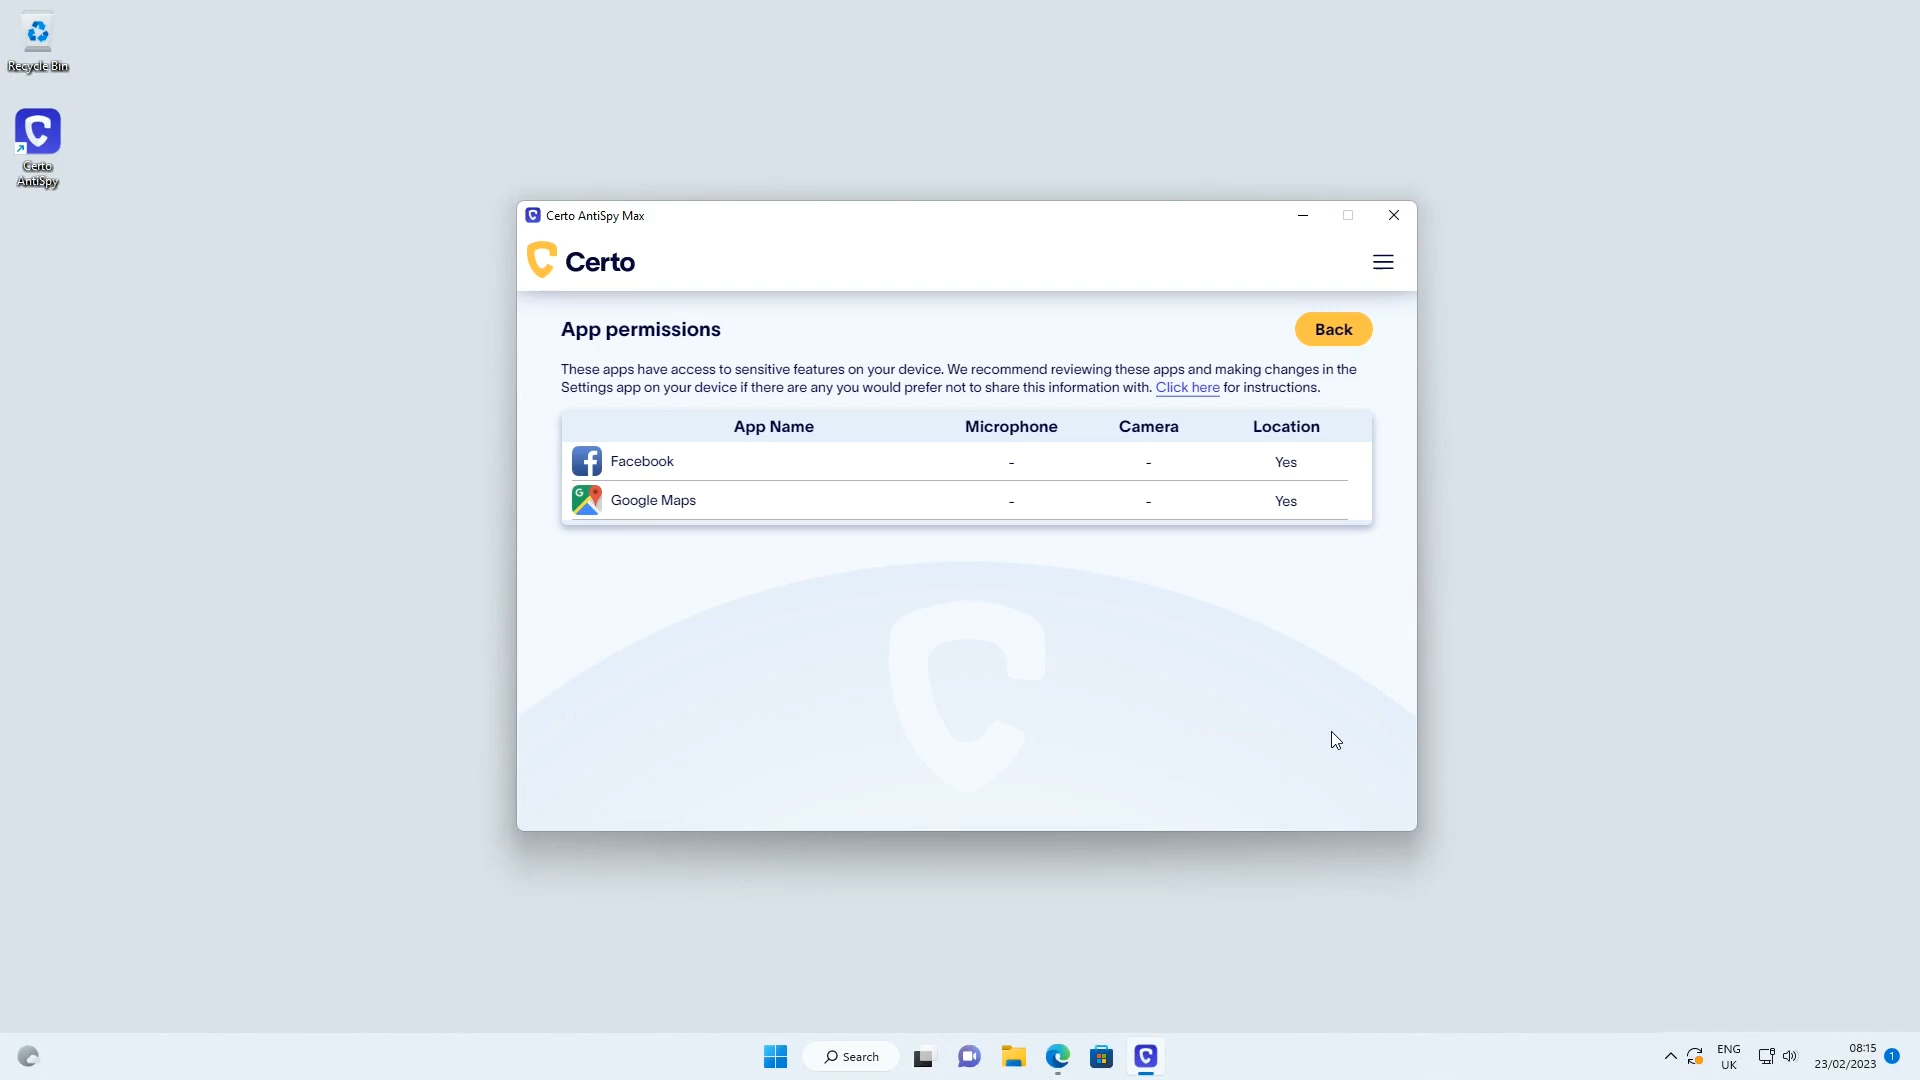 Recycle Bin
Certo
AntiSpy
Certo AntiSpy Max
Certo
App permissions
Back
These apps have access to sensitive features on your device. We recommend reviewing these apps and making changes in the
Settings app on your device if there are any you would prefer not to share this information with. Click here for instructions.
App Name Microphone Camera Location
Facebook - - Yes
Google Maps - - Yes
Search
ENG
UK
08:15
23/02/2023
1